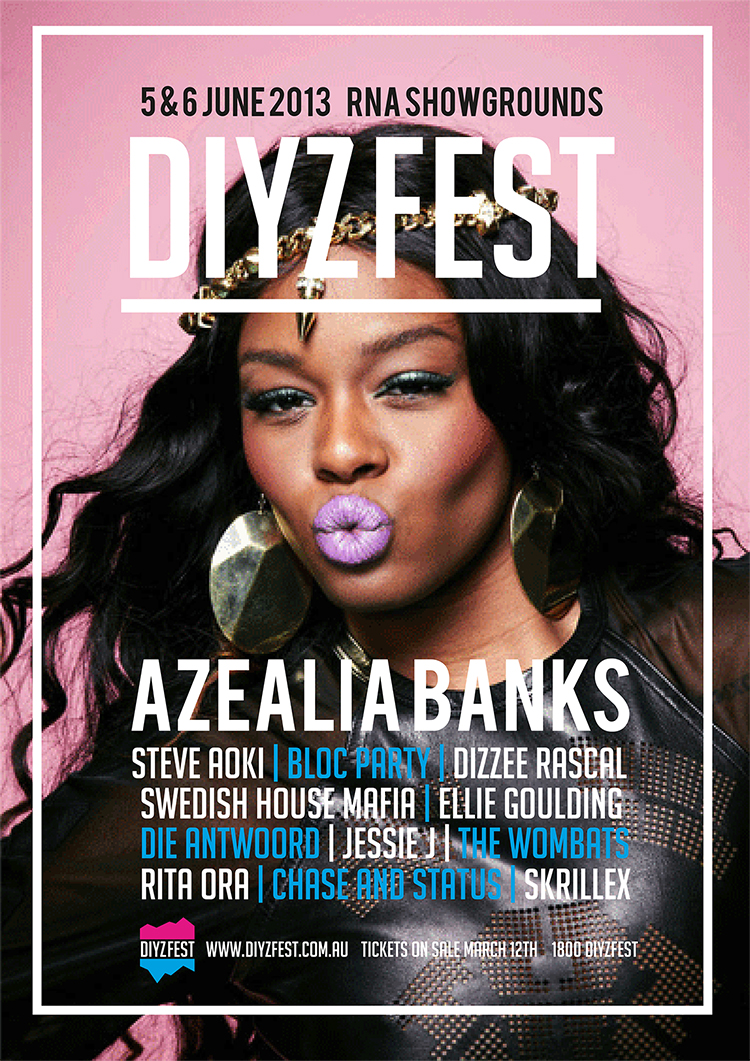 5 & 6 JUNE 2013 RNA SHOWGROUNDS
DIYZFEST
AZEALIA BANKS
STEVE AOKI | BLOC PARTY | DIZZEE RASCAL
SWEDISH HOUSE MAFIA | ELLIE GOULDING
DIE ANTWOORD | JESSIE J | THE WOMBATS
RITA ORA | CHASE AND STATUS | SKRILLEX
DIYZFEST WWW.DIYZFEST.COM.AU TICKETS ON SALE MARCH 12TH 1800 DIYZFEST